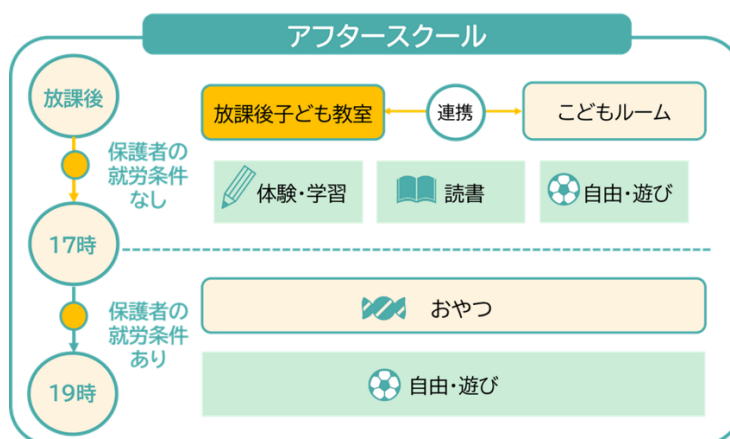 アフタースクール
放課後
放課後子ども教室
連携
こどもルーム
保護者の
就労条件
なし
体験・学習
読書
自由・遊び
17時
保護者の
就労条件
あり
おやつ
自由・遊び
19時